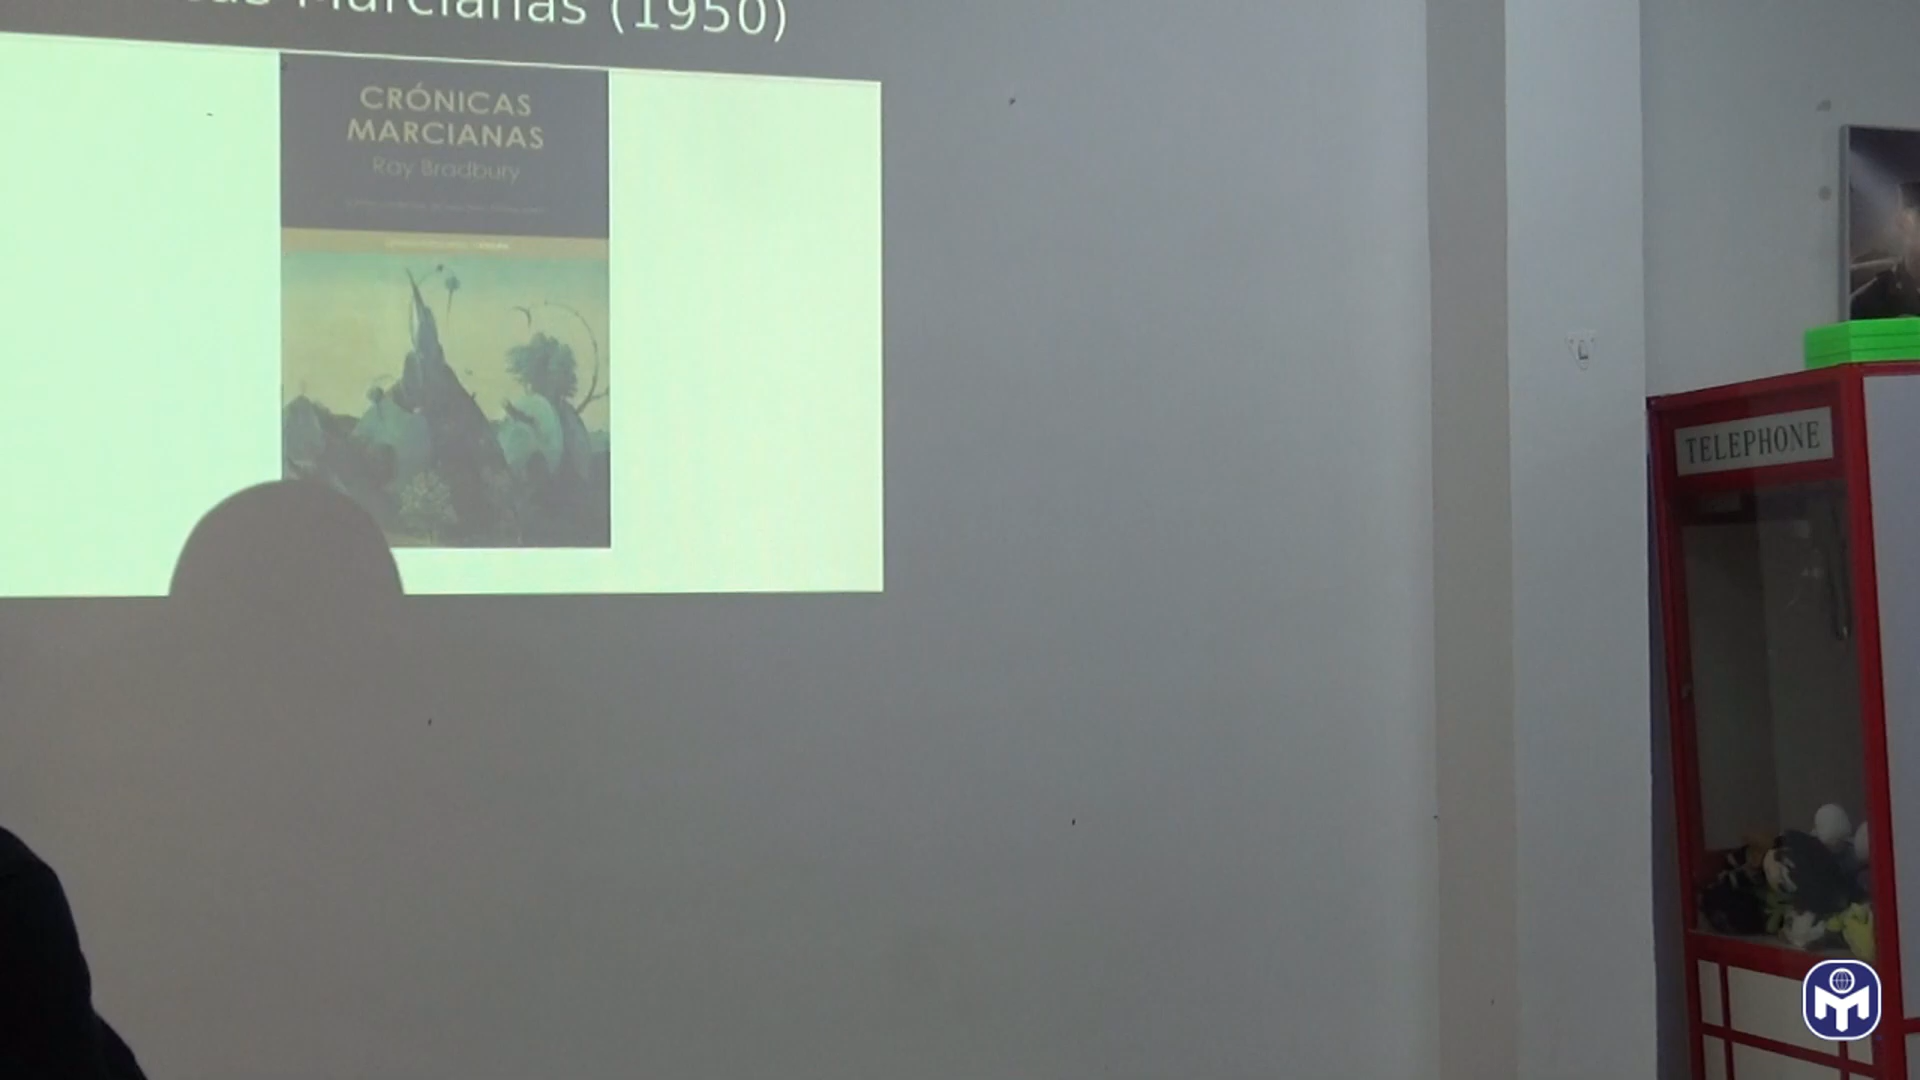 Marcianas (1950)
CRÓNICAS
MARCIANAS
Ray Bradbury
TELEPHONE